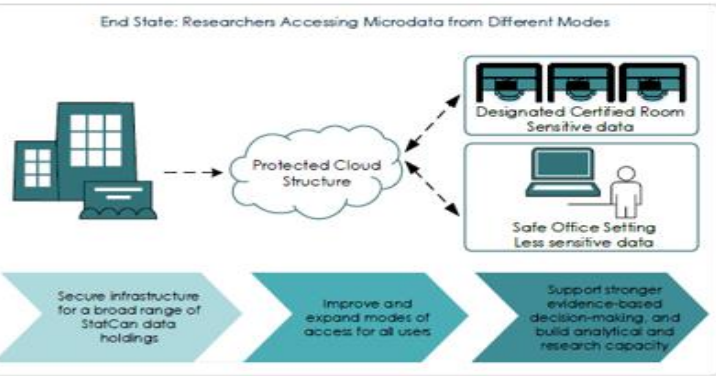 End State: Researchers Accessing Microdata from Different Modes
Designated Certified Room
Sensitive data
Protected Cloud
Structure
Safe Office Setting
Less sensitive data
Secure infrastructure
for a broad range of
StatCan data
holdings
Improve and
expand modes of
access for all users
Support stronger
evidence-based
decision-making, and
build analytical and
research capacity